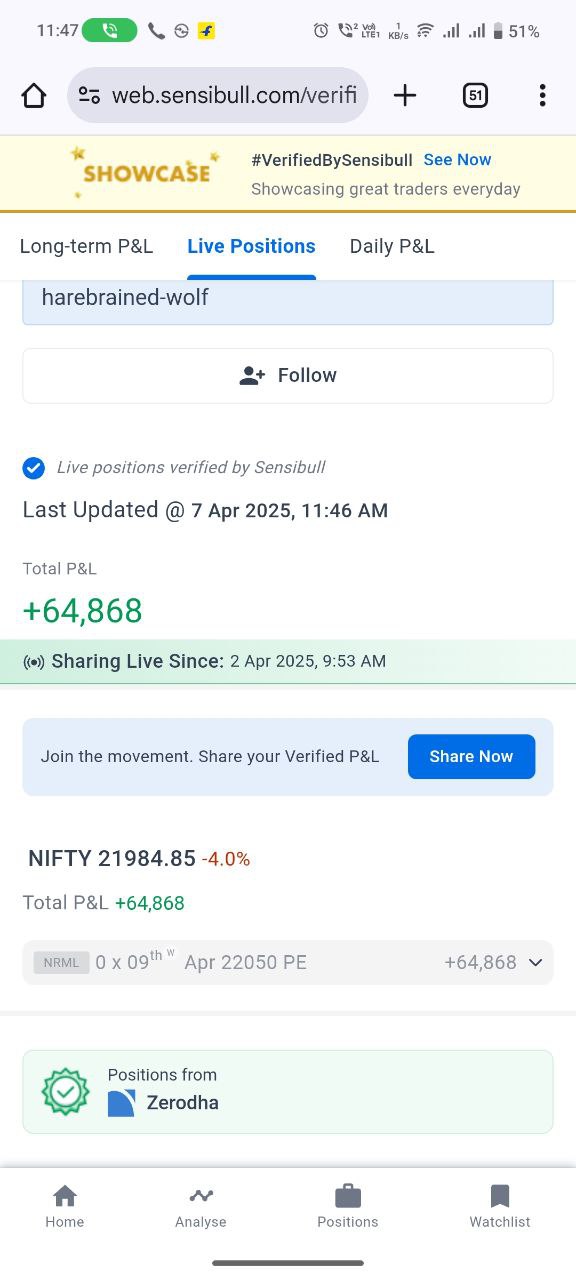 11:47 2 Vo) LTE1 1 KB/s 51%
web.sensibull.com/verifi 51
SHOWCASE #VerifiedBySensibull See Now
Showcasing great traders everyday
Long-term P&L Live Positions Daily P&L
harebrained-wolf
Follow
Live positions verified by Sensibull
Last Updated @ 7 Apr 2025, 11:46 AM
Total P&L
+64,868
Sharing Live Since: 2 Apr 2025, 9:53 AM
Join the movement. Share your Verified P&L Share Now
NIFTY 21984.85 -4.0%
Total P&L +64,868
NRML 0 x 09th W Apr 22050 PE +64,868
Positions from
Zerodha
Home Analyse Positions Watchlist